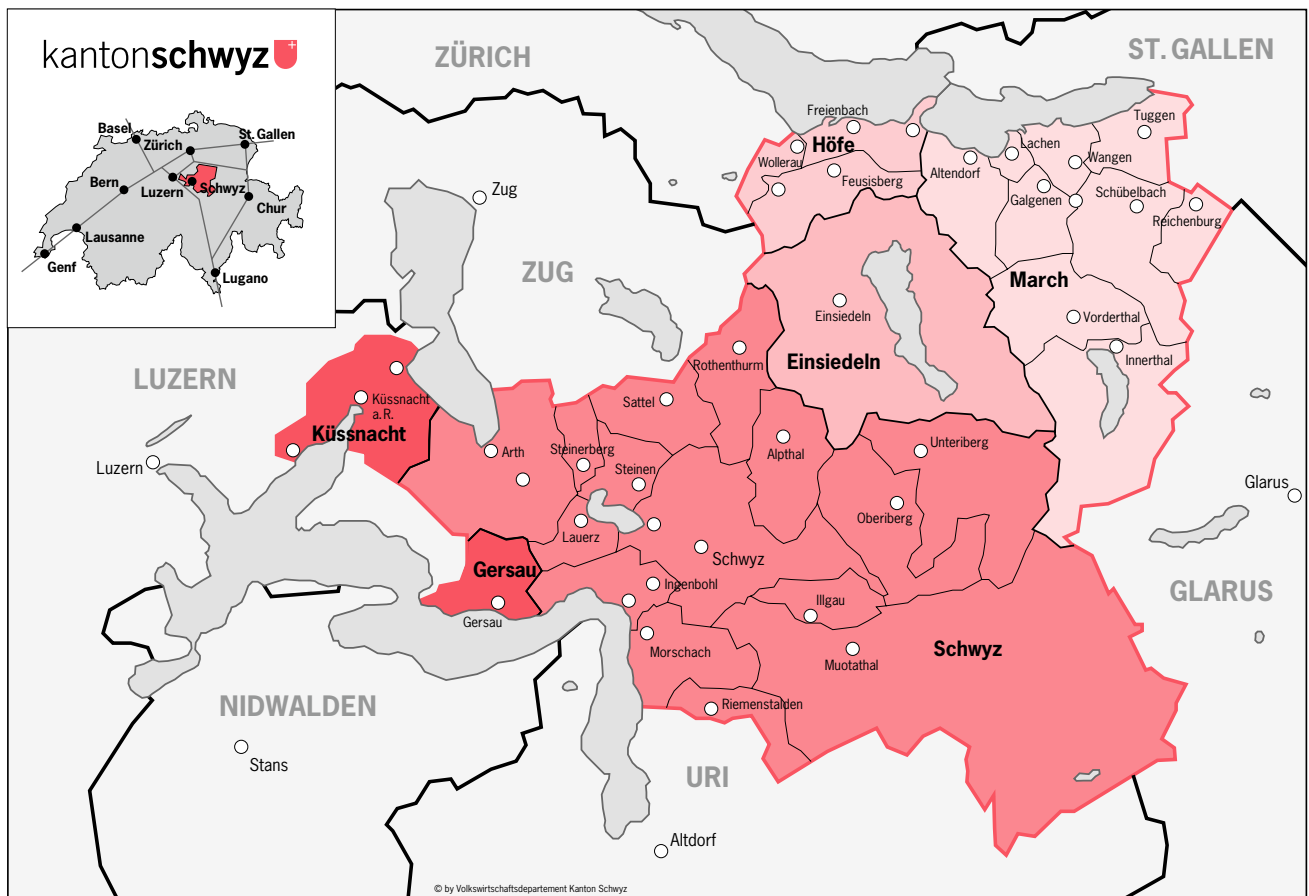 kantonschwyz
Basel
Zürich
St. Gallen
Bern
Luzern
Schwyz
Chur
Lausanne
Genf
Lugano
ZÜRICH
ST. GALLEN
Freienbach
Höfe
Wollerau
Feusisberg
Tuggen
Lachen
Wangen
Altendorf
Galgenen
Schübelbach
Reichenburg
March
Vorderthal
Innerthal
Zug
ZUG
Einsiedeln
Einsiedeln
Rothenthurm
LUZERN
Küssnacht
a.R.
Küssnacht
Luzern
Sattel
Arth
Steinerberg
Steinen
Alpthal
Unteriberg
Oberiberg
Glarus
Lauerz
Schwyz
Gersau
Gersau
Ingenbohl
Illgau
GLARUS
Morschach
Muotathal
Schwyz
Riemenstalden
NIDWALDEN
Stans
URI
Altdorf
© by Volkswirtschaftsdepartement Kanton Schwyz